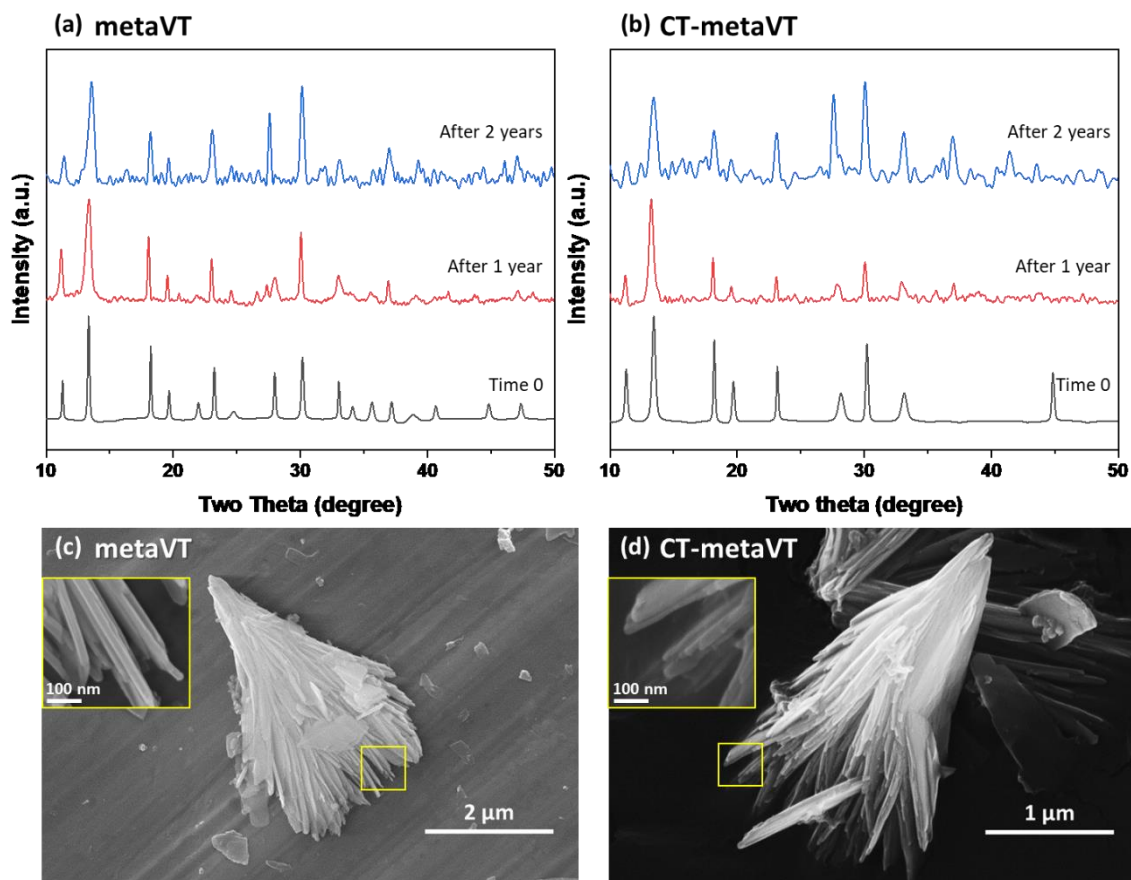 (a) metaVT
(b) CT-metaVT
Intensity (a.u.)
After 2 years
After 1 year
Time 0
10 20 30 40 50
Two Theta (degree)
Intensity (a.u.)
After 2 years
After 1 year
Time 0
10 20 30 40 50
Two theta (degree)
(c) metaVT
100 nm
2 μm
(d) CT-metaVT
100 nm
1 μm